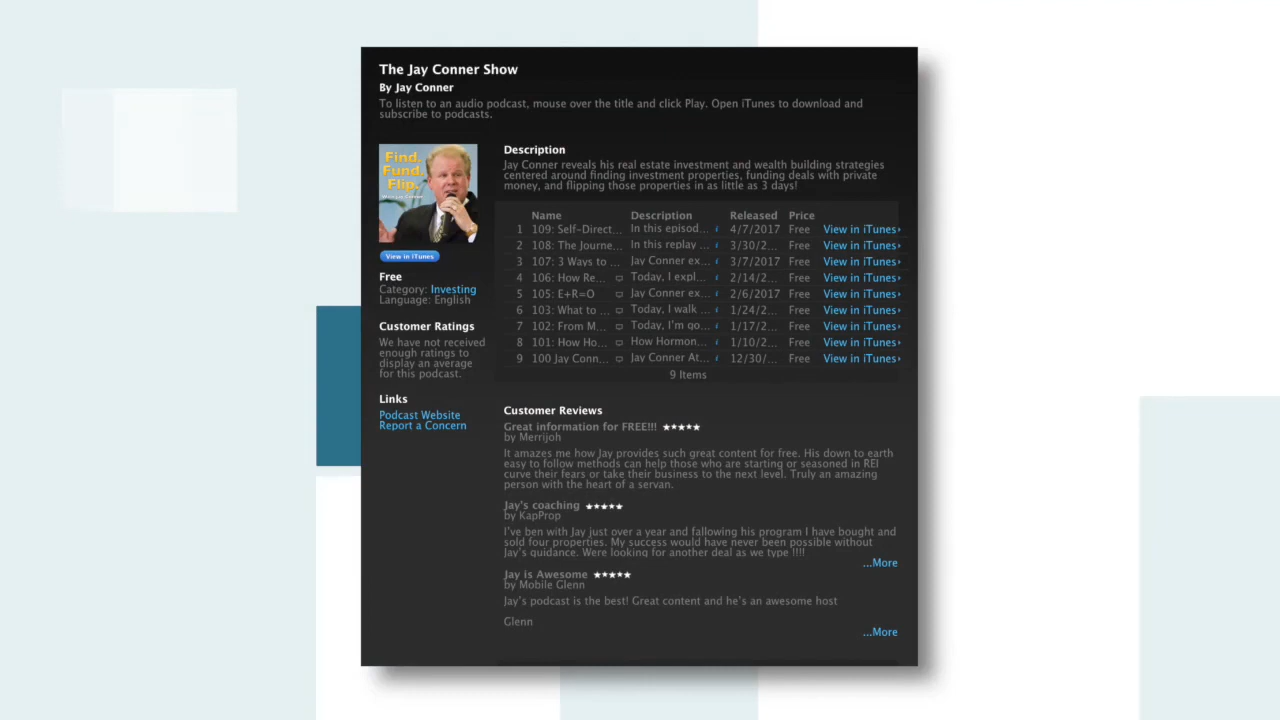 The Jay Conner Show
By Jay Conner
To listen to an audio podcast, mouse over the title and click Play. Open iTunes to download and
subscribe to podcasts.
Find.
Fund.
Flip.
With Jay Conner
View in iTunes
Free
Category: Investing
Language: English
Customer Ratings
We have not received
enough ratings to
display an average
for this podcast.
Links
Podcast Website
Report a Concern
Description
Jay Conner reveals his real estate investment and wealth building strategies
centered around finding investment properties, funding deals with private
money, and flipping those properties in as little as 3 days!
Name Description Released Price
1 109: Self-Direct... In this episod... i 4/7/2017 Free View in iTunes
2 108: The Journe... In this replay ... i 3/30/2... Free View in iTunes
3 107: 3 Ways to ... Jay Conner ex... i 3/7/2017 Free View in iTunes
4 106: How Re... Today, I expl... i 2/14/2... Free View in iTunes
5 105: E+R=O Jay Conner ex... i 2/6/2017 Free View in iTunes
6 103: What to ... Today, I walk ... i 1/24/2... Free View in iTunes
7 102: From M... Today, I'm go... i 1/17/2... Free View in iTunes
8 101: How Ho... How Hormon... i 1/10/2... Free View in iTunes
9 100 Jay Conn... Jay Conner At... i 12/30/... Free View in iTunes
9 Items
Customer Reviews
Great information for FREE!!! ★★★★★
by Merrijoh
It amazes me how Jay provides such great content for free. His down to earth
easy to follow methods can help those who are starting or seasoned in REI
curve their fears or take their business to the next level. Truly an amazing
person with the heart of a servan.
Jay's coaching ★★★★★
by KapProp
I've ben with Jay just over a year and fallowing his program I have bought and
sold four properties. My success would have never been possible without
Jay's guidance. Were looking for another deal as we type !!!!
...More
Jay is Awesome ★★★★★
by Mobile Glenn
Jay's podcast is the best! Great content and he's an awesome host
Glenn
...More